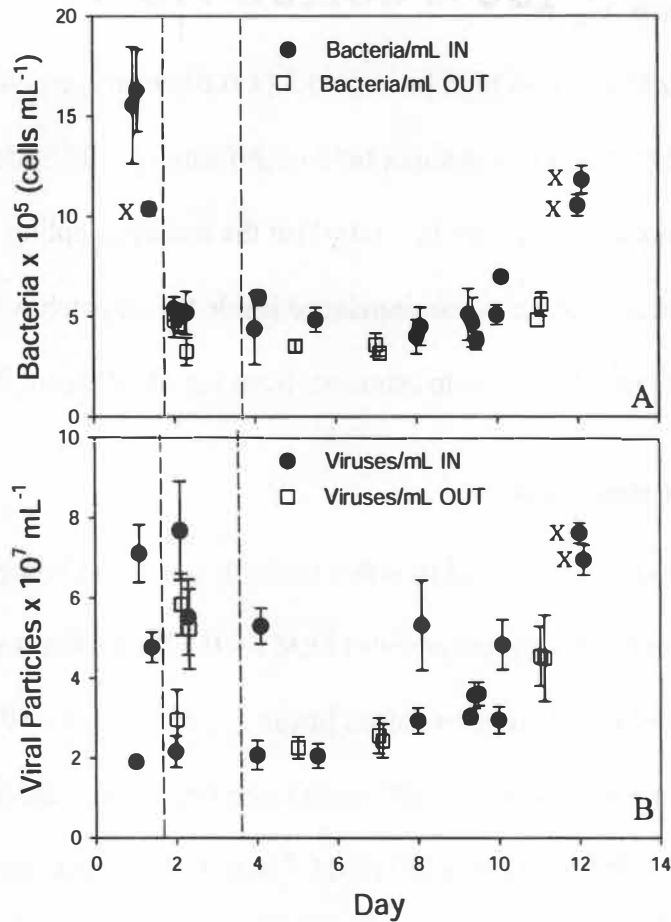 20
15
10
5
0
Bacteria x 10⁵ (cells mL⁻¹)
Bacteria/mL IN
Bacteria/mL OUT
X
X
X
A
10
8
6
4
2
0
Viral Particles x 10⁷ mL⁻¹
Viruses/mL IN
Viruses/mL OUT
X
X
B
0 2 4 6 8 10 12 14
Day